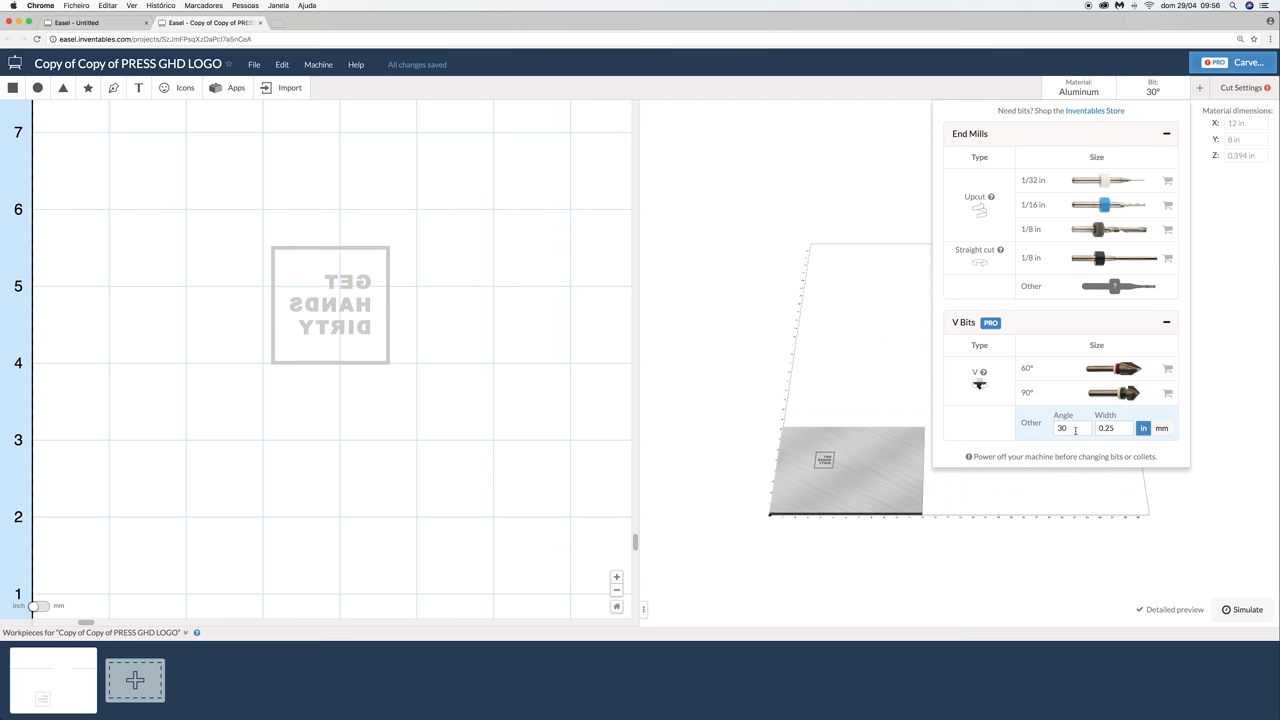 Chrome Ficheiro Editar Ver Histórico Marcadores Pessoas Janela Ajuda
dom 29/04 09:56
Easel - Untitled ×
Easel - Copy of Copy of PRESS ×
easel.inventables.com/projects/SzJmFPsqXzDaPcI7a5nCeA
Copy of Copy of PRESS GHD LOGO File Edit Machine Help All changes saved
PRO Carve...
T Icons Apps Import
Material: Aluminum
Bit: 30°
+
Cut Settings
Need bits? Shop the Inventables Store
End Mills
Type Size
Upcut
1/32 in
1/16 in
1/8 in
Straight cut
1/8 in
Other
V Bits PRO
Type Size
V
60°
90°
Other
Angle Width
30 0.25 in mm
Power off your machine before changing bits or collets.
Material dimensions:
X: 12 in
Y: 8 in
Z: 0.394 in
7
6
5
4
3
2
1
GET
HANDS
DIRTY
GET
HANDS
DIRTY
inch mm
Detailed preview
Simulate
Workpieces for "Copy of Copy of PRESS GHD LOGO"